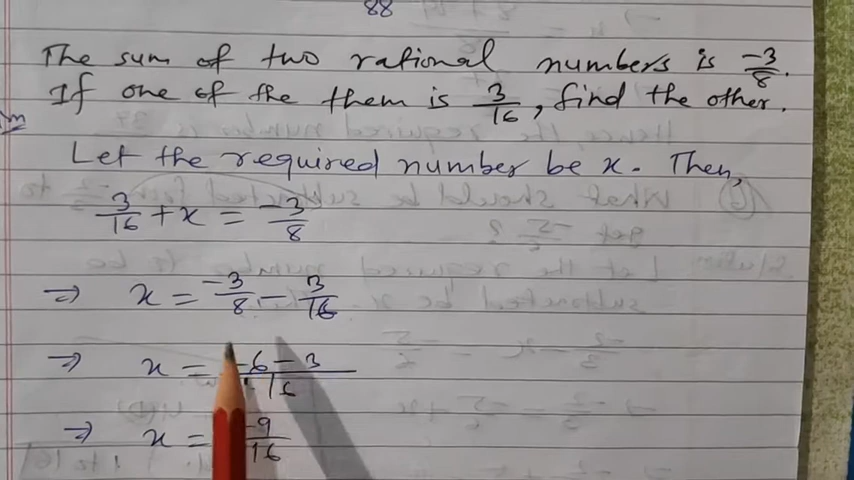 88
The sum of two rational numbers is -3/8.
If one of the them is 3/16, find the other.
Let the required number be x. Then,
3/16 + x = -3/8
⇒ x = -3/8 - 3/16
⇒ x = -6-3/16
⇒ x = -9/16